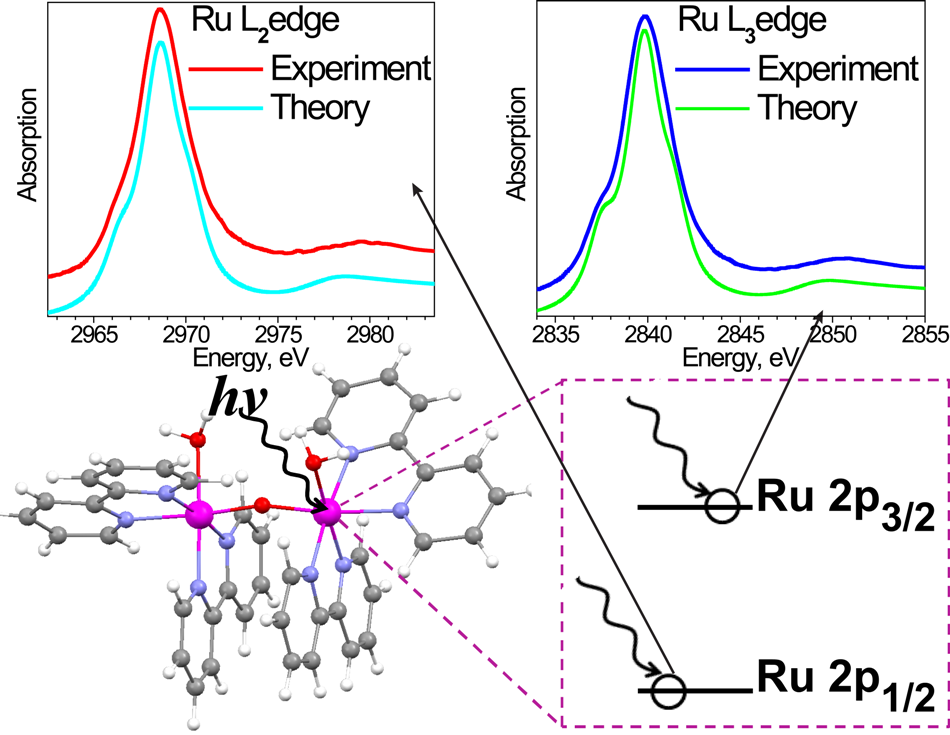 Ru L2edge
Experiment
Theory
Absorption
2965 2970 2975 2980
Energy, eV
Ru L3edge
Experiment
Theory
Absorption
2835 2840 2845 2850 2855
Energy, eV
hν
Ru 2p3/2
Ru 2p1/2